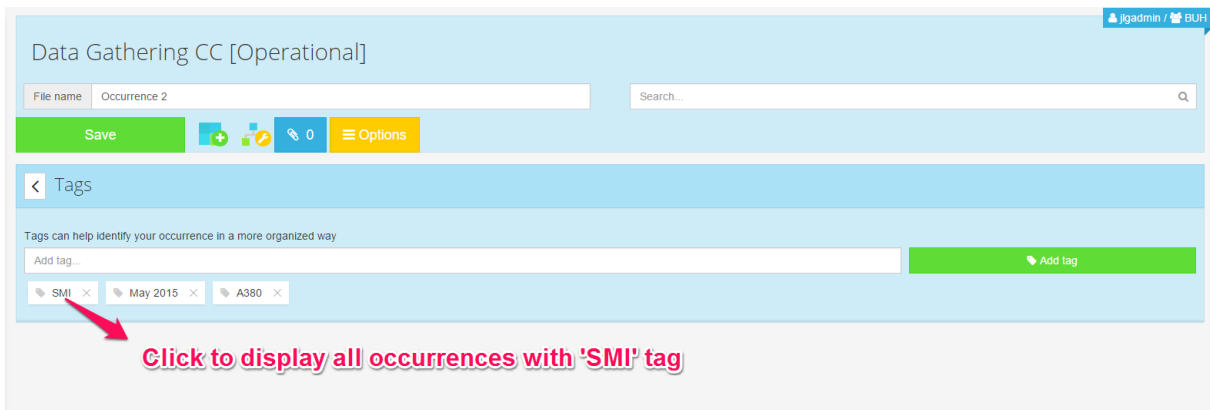 jlgadmin / BUH
Data Gathering CC [Operational]
File name Occurrence 2
Search...
Save 0 Options
Tags
Tags can help identify your occurrence in a more organized way
Add tag... Add tag
SMI May 2015 A380
Click to display all occurrences with 'SMI' tag